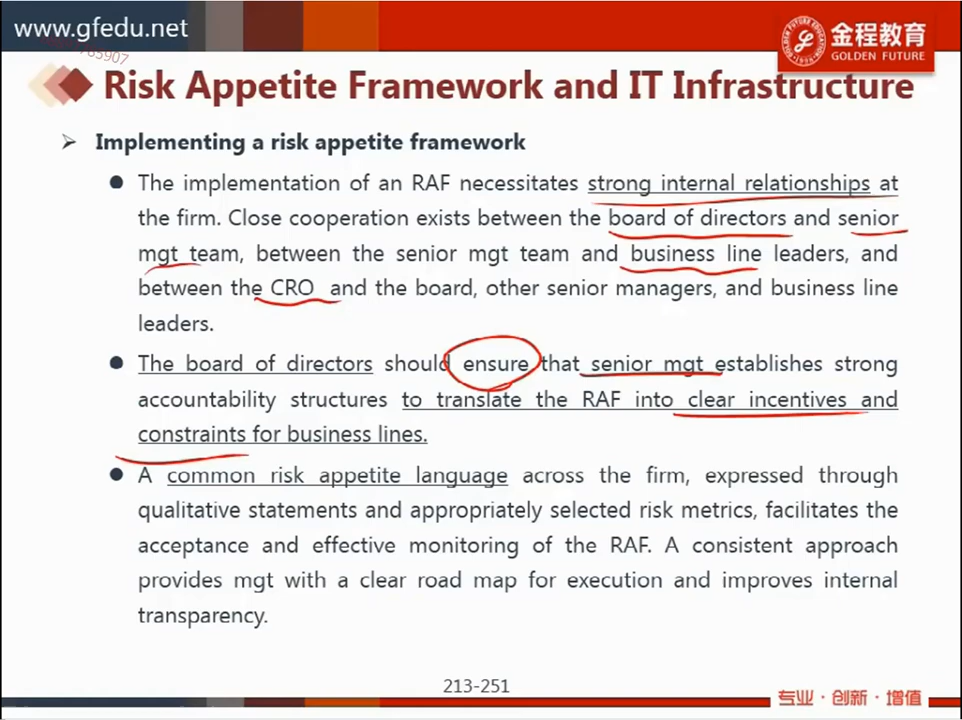 www.gfedu.net
765907
金程教育
GOLDEN FUTURE
Risk Appetite Framework and IT Infrastructure
Implementing a risk appetite framework
The implementation of an RAF necessitates strong internal relationships at
the firm. Close cooperation exists between the board of directors and senior
mgt team, between the senior mgt team and business line leaders, and
between the CRO and the board, other senior managers, and business line
leaders.
The board of directors should ensure that senior mgt establishes strong
accountability structures to translate the RAF into clear incentives and
constraints for business lines.
A common risk appetite language across the firm, expressed through
qualitative statements and appropriately selected risk metrics, facilitates the
acceptance and effective monitoring of the RAF. A consistent approach
provides mgt with a clear road map for execution and improves internal
transparency.
213-251
专业·创新·增值